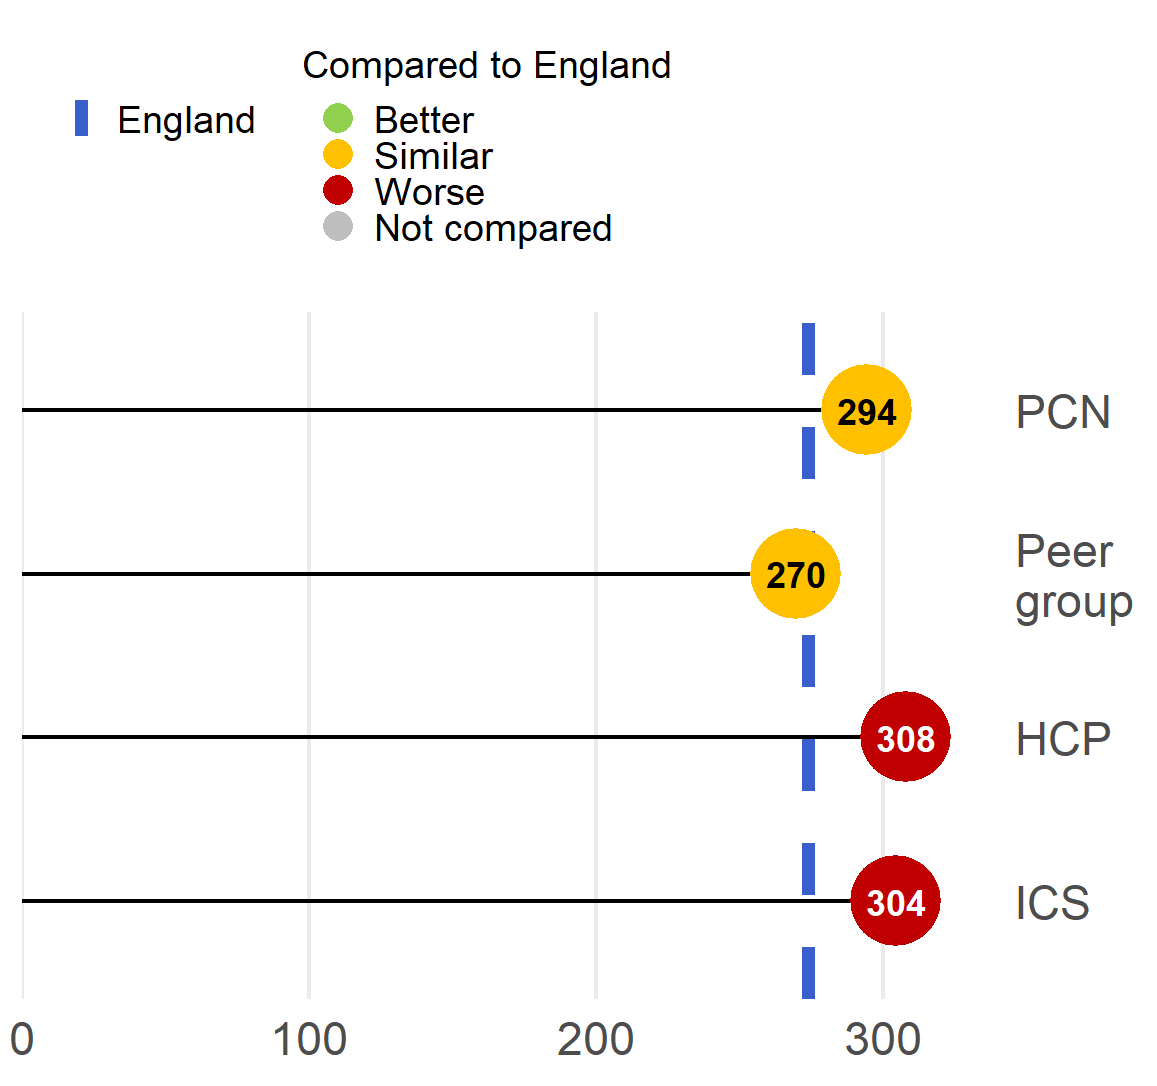 Compared to England
England
Better
Similar
Worse
Not compared
294
PCN
270
Peer
group
308
HCP
304
ICS
0
100
200
300